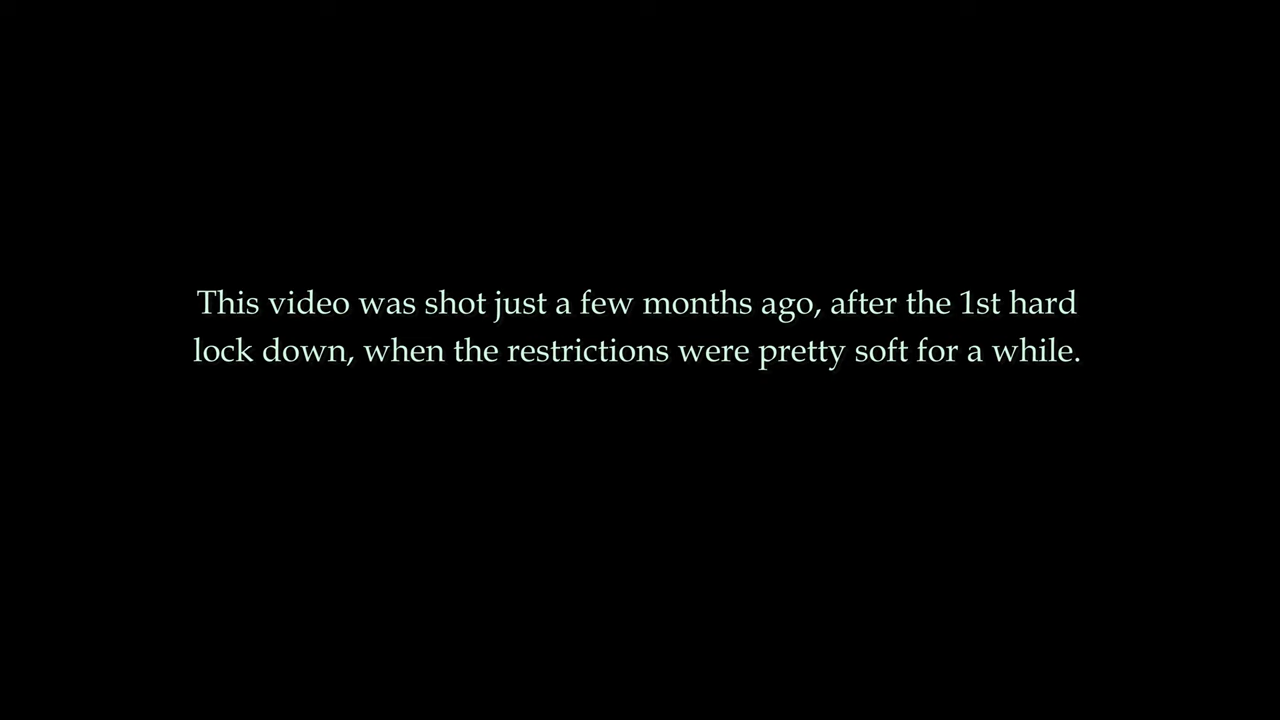 This video was shot just a few months ago, after the 1st hard
lock down, when the restrictions were pretty soft for a while.